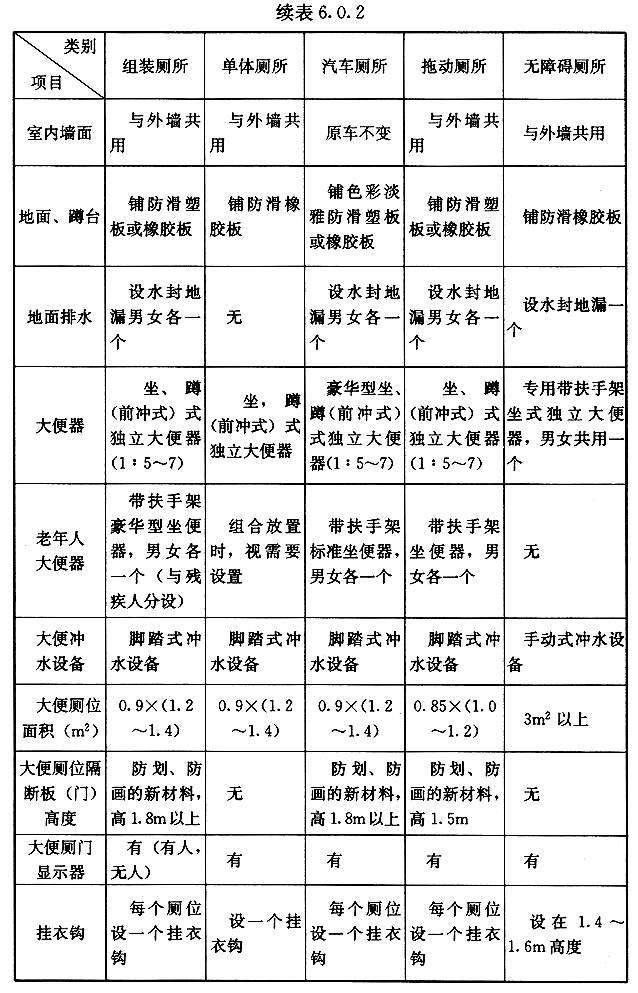 续表6.0.2
类别
项目
组装厕所
单体厕所
汽车厕所
拖动厕所
无障碍厕所
室内墙面
与外墙共
用
与外墙共
用
原车不变
与外墙共
用
与外墙共用
地面、蹲台
铺防滑塑
板或橡胶板
铺防滑橡
胶板
铺色彩淡
雅防滑塑板
或橡胶板
铺防滑塑
板或橡胶板
铺防滑橡胶板
地面排水
设水封地
漏男女各一
个
无
设水封地
漏男女各一
个
设水封地
漏男女各一
个
设水封地漏一
个
大便器
坐、蹲
(前冲式)式
独立大便器
(1∶5～7)
坐，蹲
(前冲式)式
独立大便器
豪华型坐、
蹲(前冲式)
式独立大便
器(1∶5～7)
坐、蹲
(前冲式)式
独立大便器
(1∶5～7)
专用带扶手架
坐式独立大便
器，男女共用一
个
老年人
大便器
带扶手架
豪华型坐便
器，男女各
一个（与残
疾人分设）
组合放置
时，视需要
设置
带扶手架
标准坐便器，
男女各一个
带扶手架
坐便器，男
女各一个
无
大便冲
水设备
脚踏式冲
水设备
脚踏式冲
水设备
脚踏式冲
水设备
脚踏式冲
水设备
手动式冲水设
备
大便厕位
面积（m²）
0.9×(1.2
～1.4)
0.9×(1.2
～1.4)
0.9×(1.2
～1.4)
0.85×(1.0
～1.2)
3m²以上
大便厕位隔
断板（门）
高度
防划、防
画的新材料，
高1.8m以上
无
防划、防
画的新材料，
高1.8m以上
防划、防
画的新材料，
高1.5m
无
大便厕门
显示器
有（有人，
无人）
有
有
有
有
挂衣钩
每个厕位
设一个挂衣
钩
设一个挂
衣钩
每个厕位
设一个挂衣
钩
每个厕位
设一个挂衣
钩
设在1.4～
1.6m高度